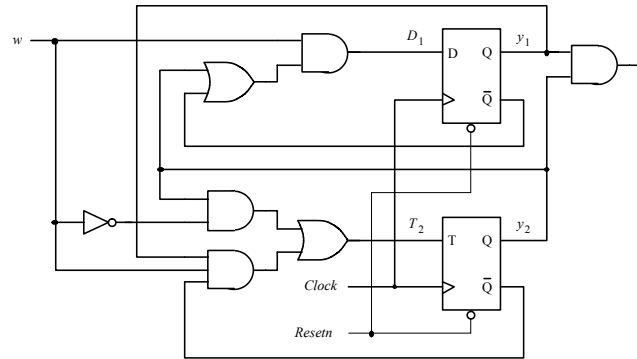 w
D1
y1
D Q
Q̅
T2
y2
T Q
Clock
Q̅
Resetn